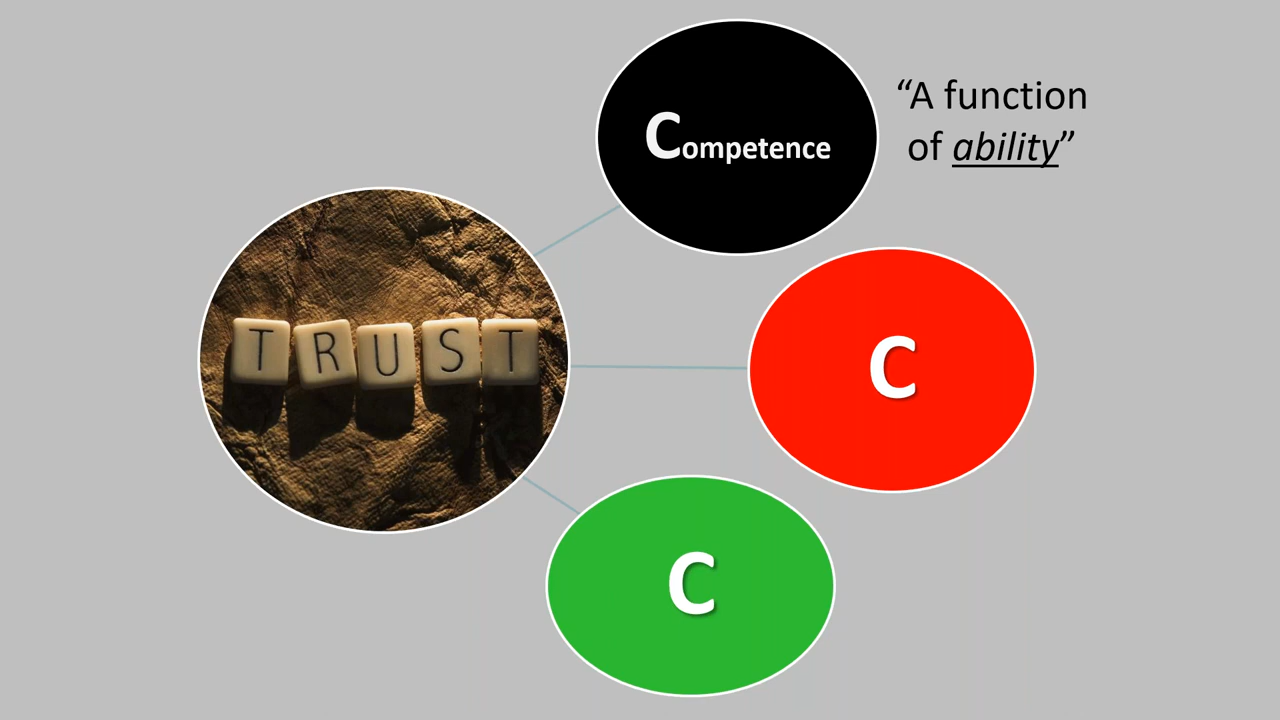 TRUST
Competence
“A function
of ability”
C
C